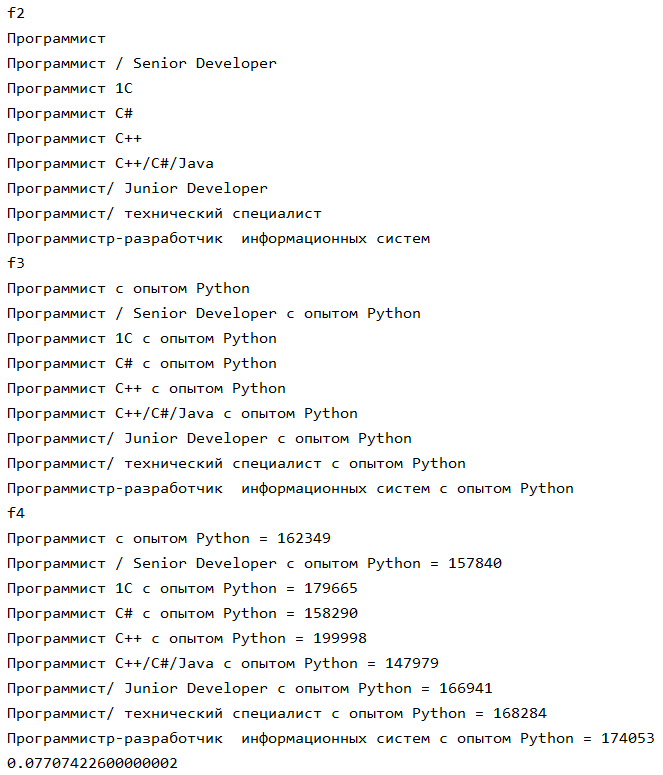 f2
Программист
Программист / Senior Developer
Программист 1C
Программист C#
Программист C++
Программист C++/C#/Java
Программист/ Junior Developer
Программист/ технический специалист
Программистр-разработчик  информационных систем
f3
Программист с опытом Python
Программист / Senior Developer с опытом Python
Программист 1C с опытом Python
Программист C# с опытом Python
Программист C++ с опытом Python
Программист C++/C#/Java с опытом Python
Программист/ Junior Developer с опытом Python
Программист/ технический специалист с опытом Python
Программистр-разработчик  информационных систем с опытом Python
f4
Программист с опытом Python = 162349
Программист / Senior Developer с опытом Python = 157840
Программист 1C с опытом Python = 179665
Программист C# с опытом Python = 158290
Программист C++ с опытом Python = 199998
Программист C++/C#/Java с опытом Python = 147979
Программист/ Junior Developer с опытом Python = 166941
Программист/ технический специалист с опытом Python = 168284
Программистр-разработчик  информационных систем с опытом Python = 174053
0.07707422600000002